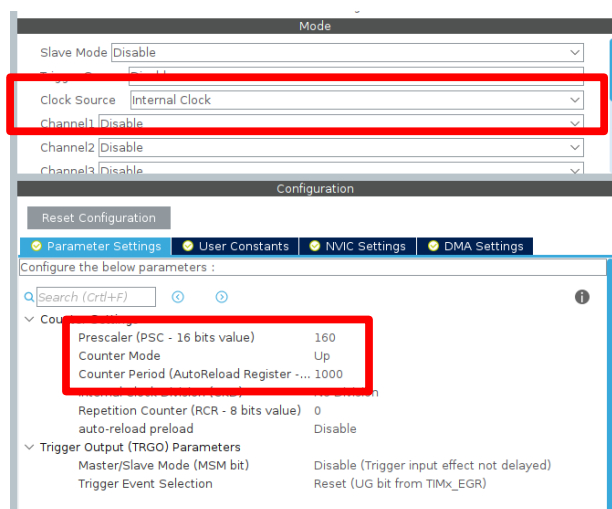 Mode
Slave Mode Disable
Clock Source Internal Clock
Channel1 Disable
Channel2 Disable
Channel3 Disable
Configuration
Reset Configuration
Parameter Settings User Constants NVIC Settings DMA Settings
Configure the below parameters :
Search (Crtl+F)
Prescaler (PSC - 16 bits value) 160
Counter Mode Up
Counter Period (AutoReload Register -... 1000
Repetition Counter (RCR - 8 bits value) 0
auto-reload preload Disable
Trigger Output (TRGO) Parameters
Master/Slave Mode (MSM bit) Disable (Trigger input effect not delayed)
Trigger Event Selection Reset (UG bit from TIMx_EGR)